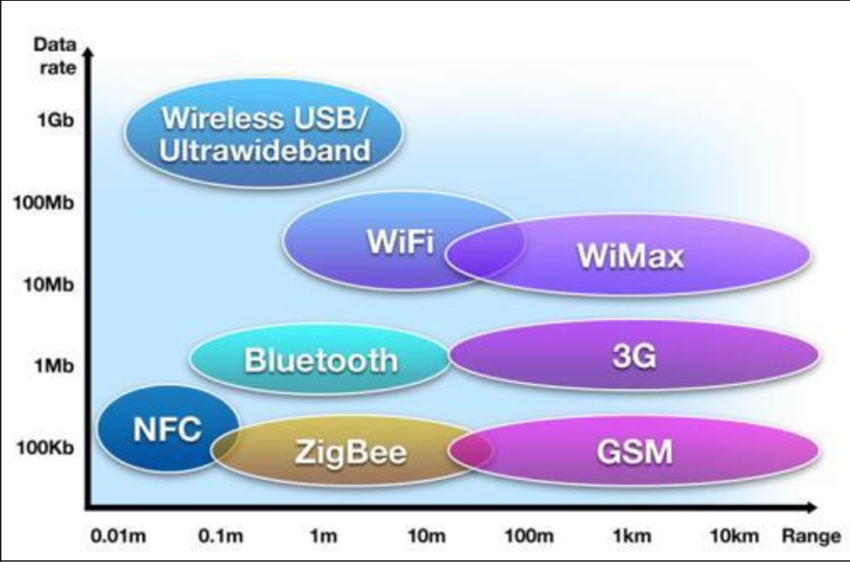 Data
rate
1Gb
100Mb
10Mb
1Mb
100Kb
Wireless USB/
Ultrawideband
WiFi
WiMax
Bluetooth
3G
NFC
ZigBee
GSM
0.01m 0.1m 1m 10m 100m 1km 10km Range